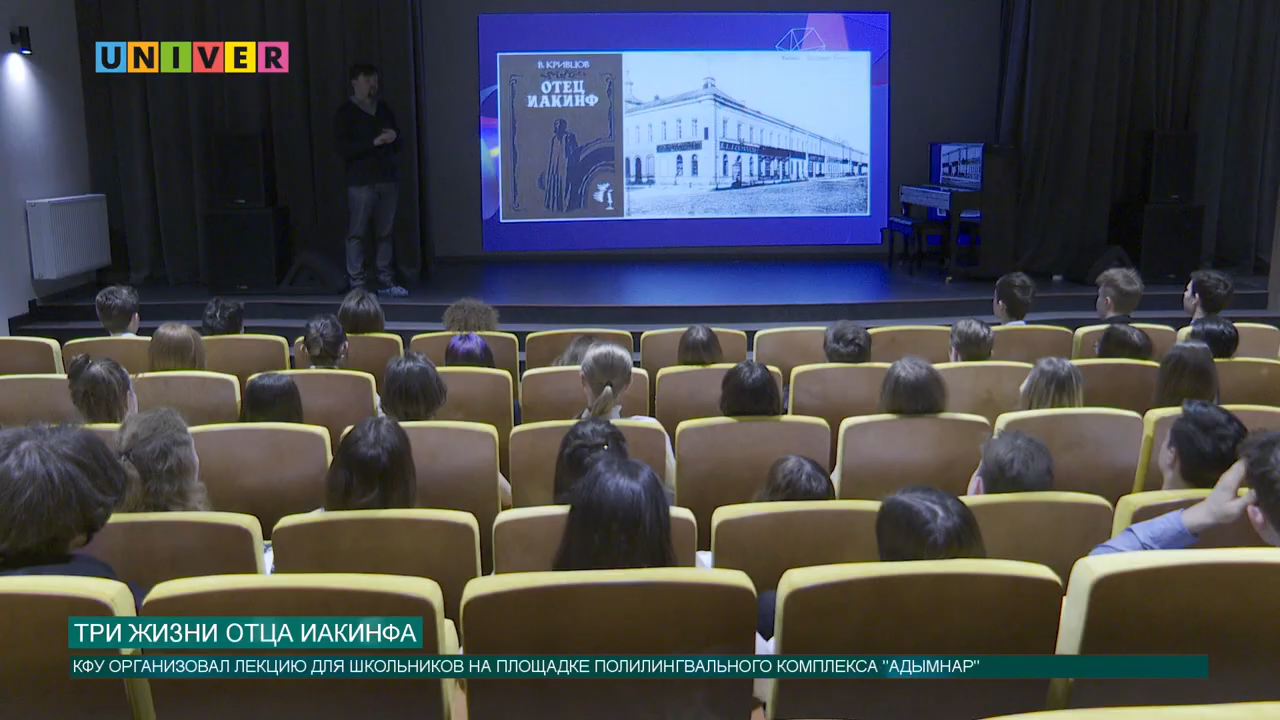 UNIVER
В. КРИВЦОВ
ОТЕЦ
ИАКИНФ
ТРИ ЖИЗНИ ОТЦА ИАКИНФА
КФУ ОРГАНИЗОВАЛ ЛЕКЦИЮ ДЛЯ ШКОЛЬНИКОВ НА ПЛОЩАДКЕ ПОЛИЛИНГВАЛЬНОГО КОМПЛЕКСА "АДЫМНАР"